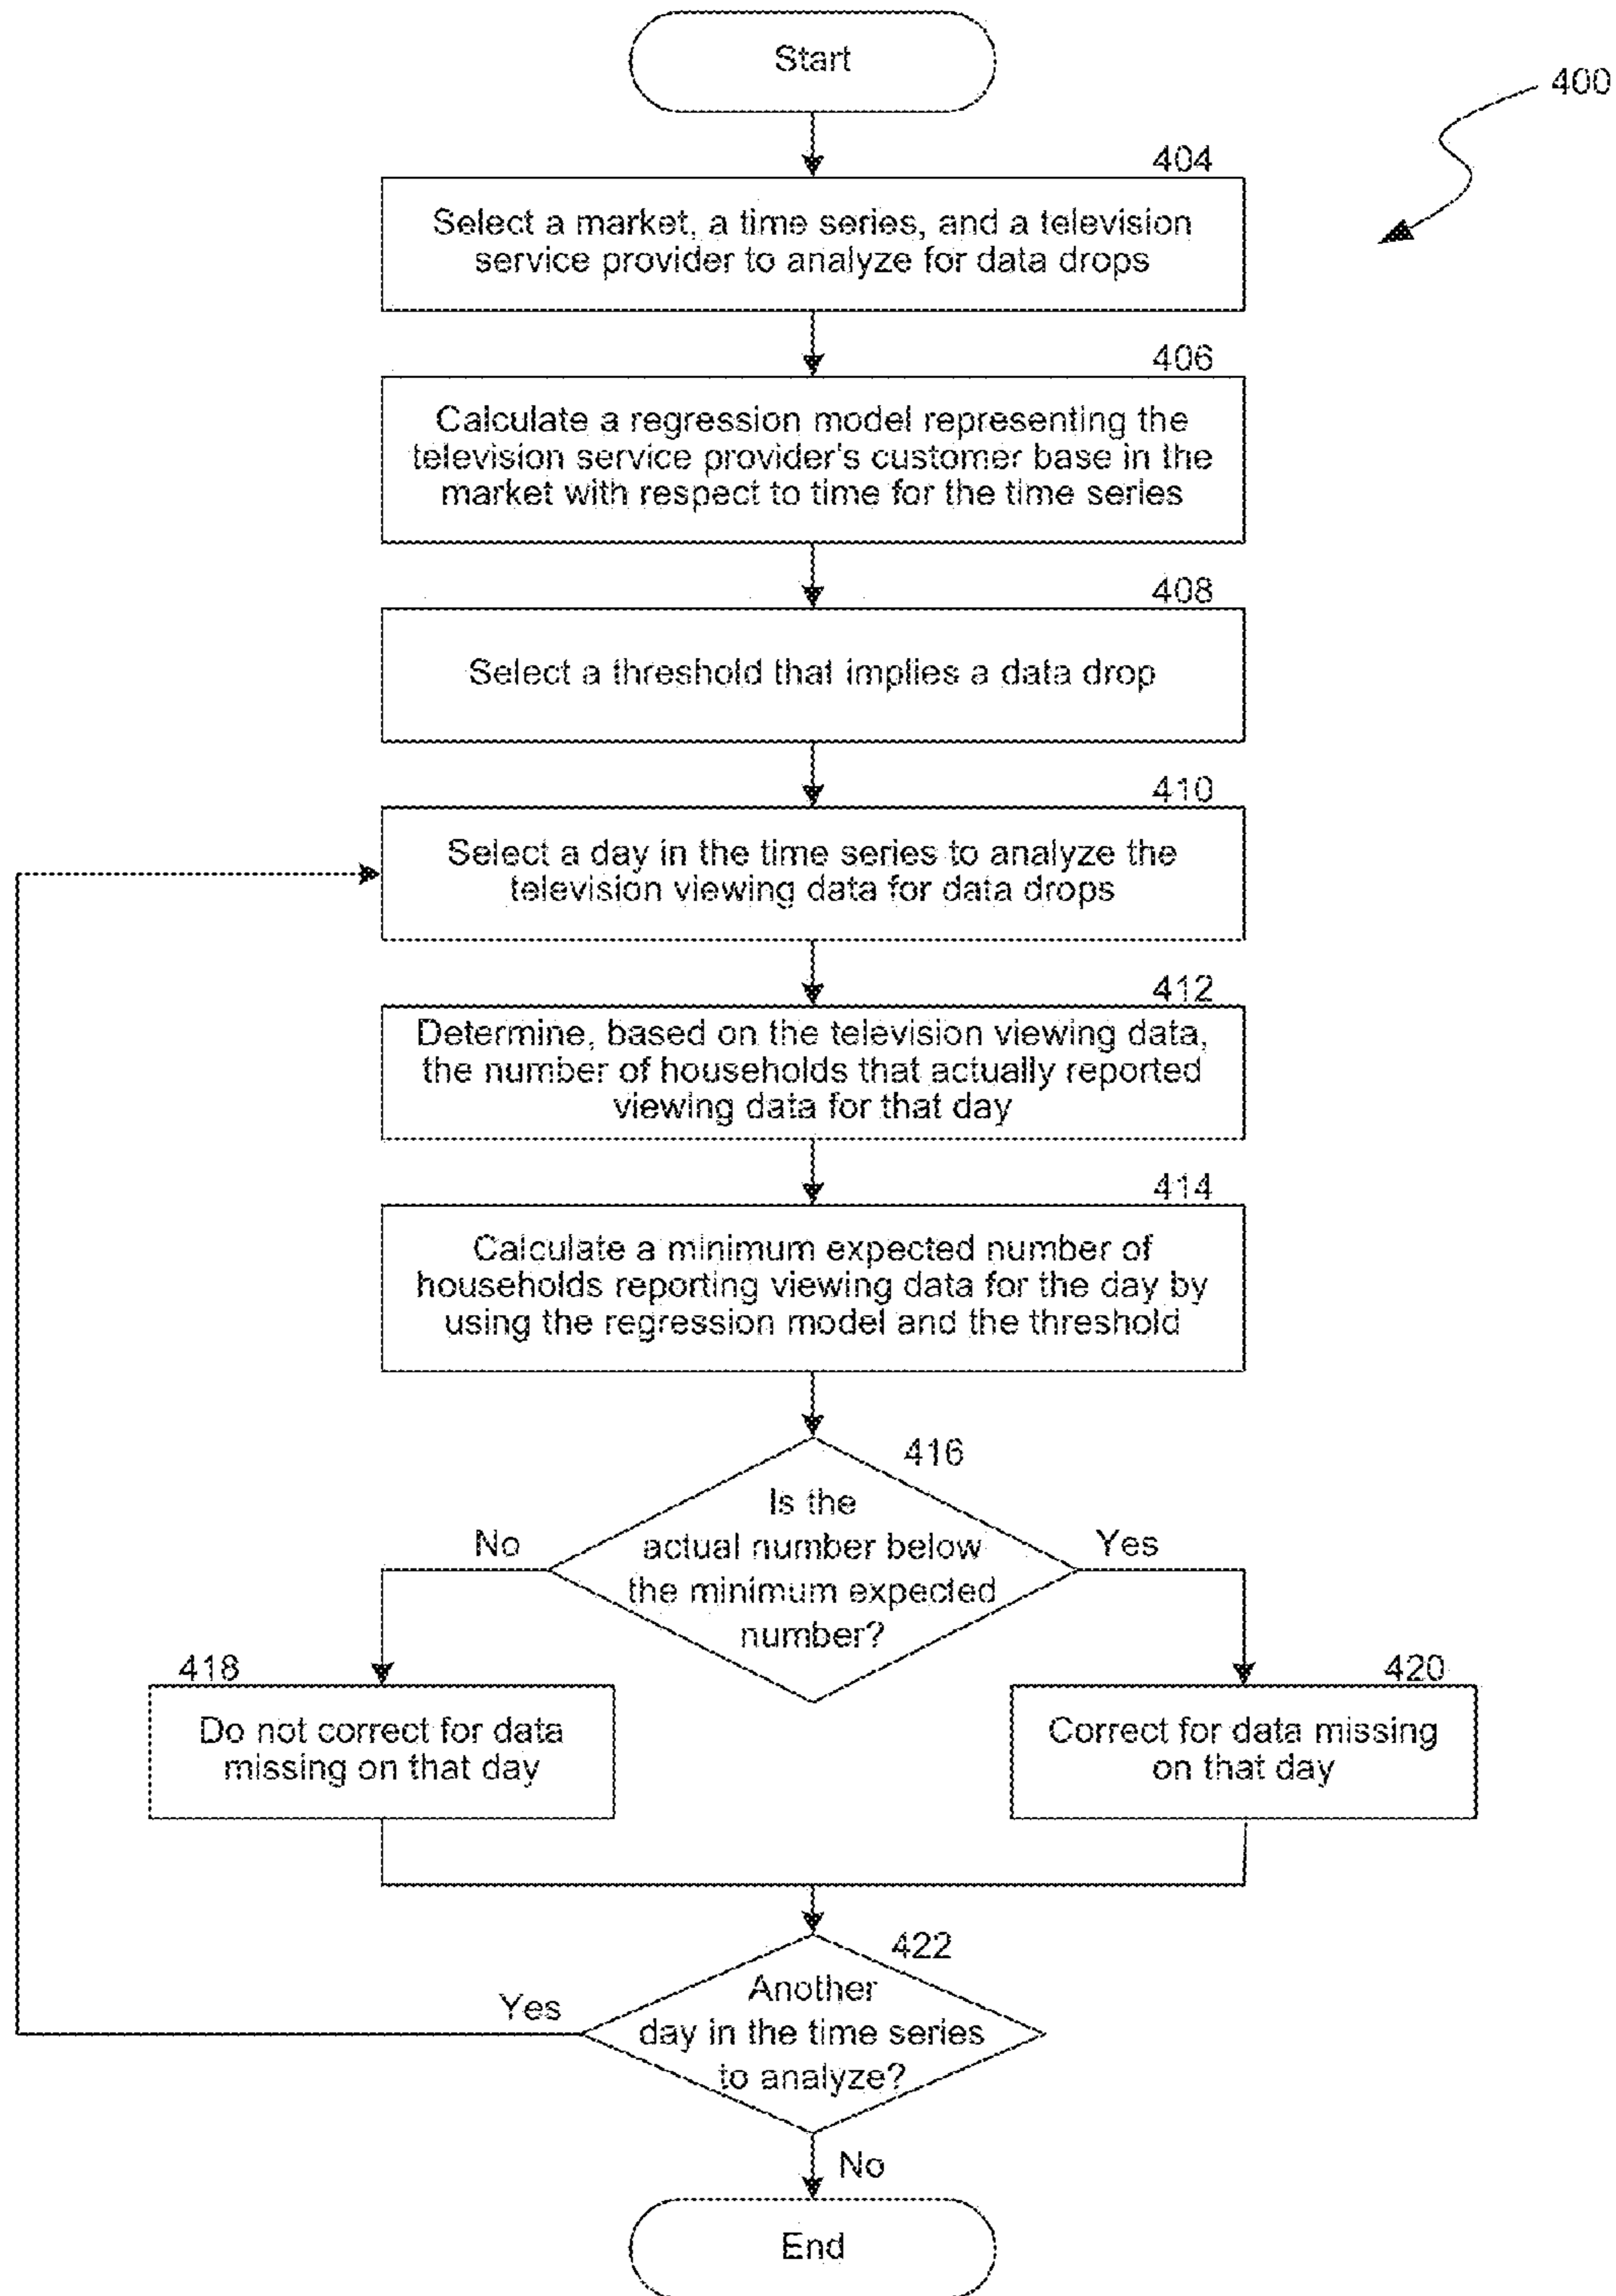 Start
400
404
Select a market, a time series, and a television
service provider to analyze for data drops
406
Calculate a regression model representing the
television service provider's customer base in the
market with respect to time for the time series
408
Select a threshold that implies a data drop
410
Select a day in the time series to analyze the
television viewing data for data drops
412
Determine, based on the television viewing data,
the number of households that actually reported
viewing data for that day
414
Calculate a minimum expected number of
households reporting viewing data for the day by
using the regression model and the threshold
416
Is the
actual number below
the minimum expected
number?
No
Yes
418
Do not correct for data
missing on that day
420
Correct for data missing
on that day
422
Another
day in the time series
to analyze?
Yes
No
End